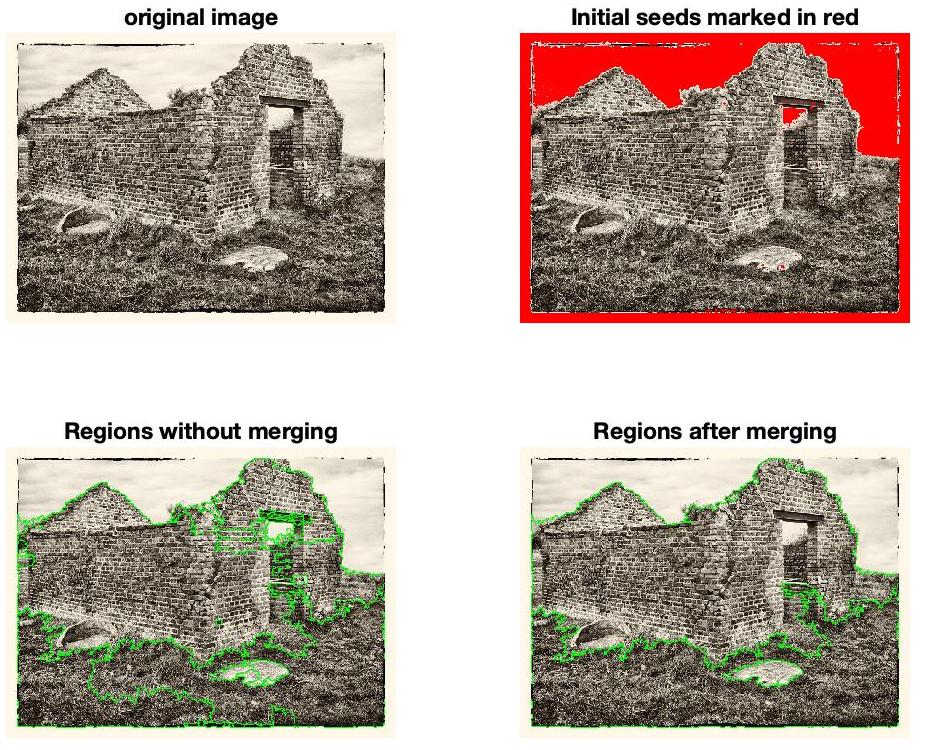 original image
Initial seeds marked in red
Regions without merging
Regions after merging